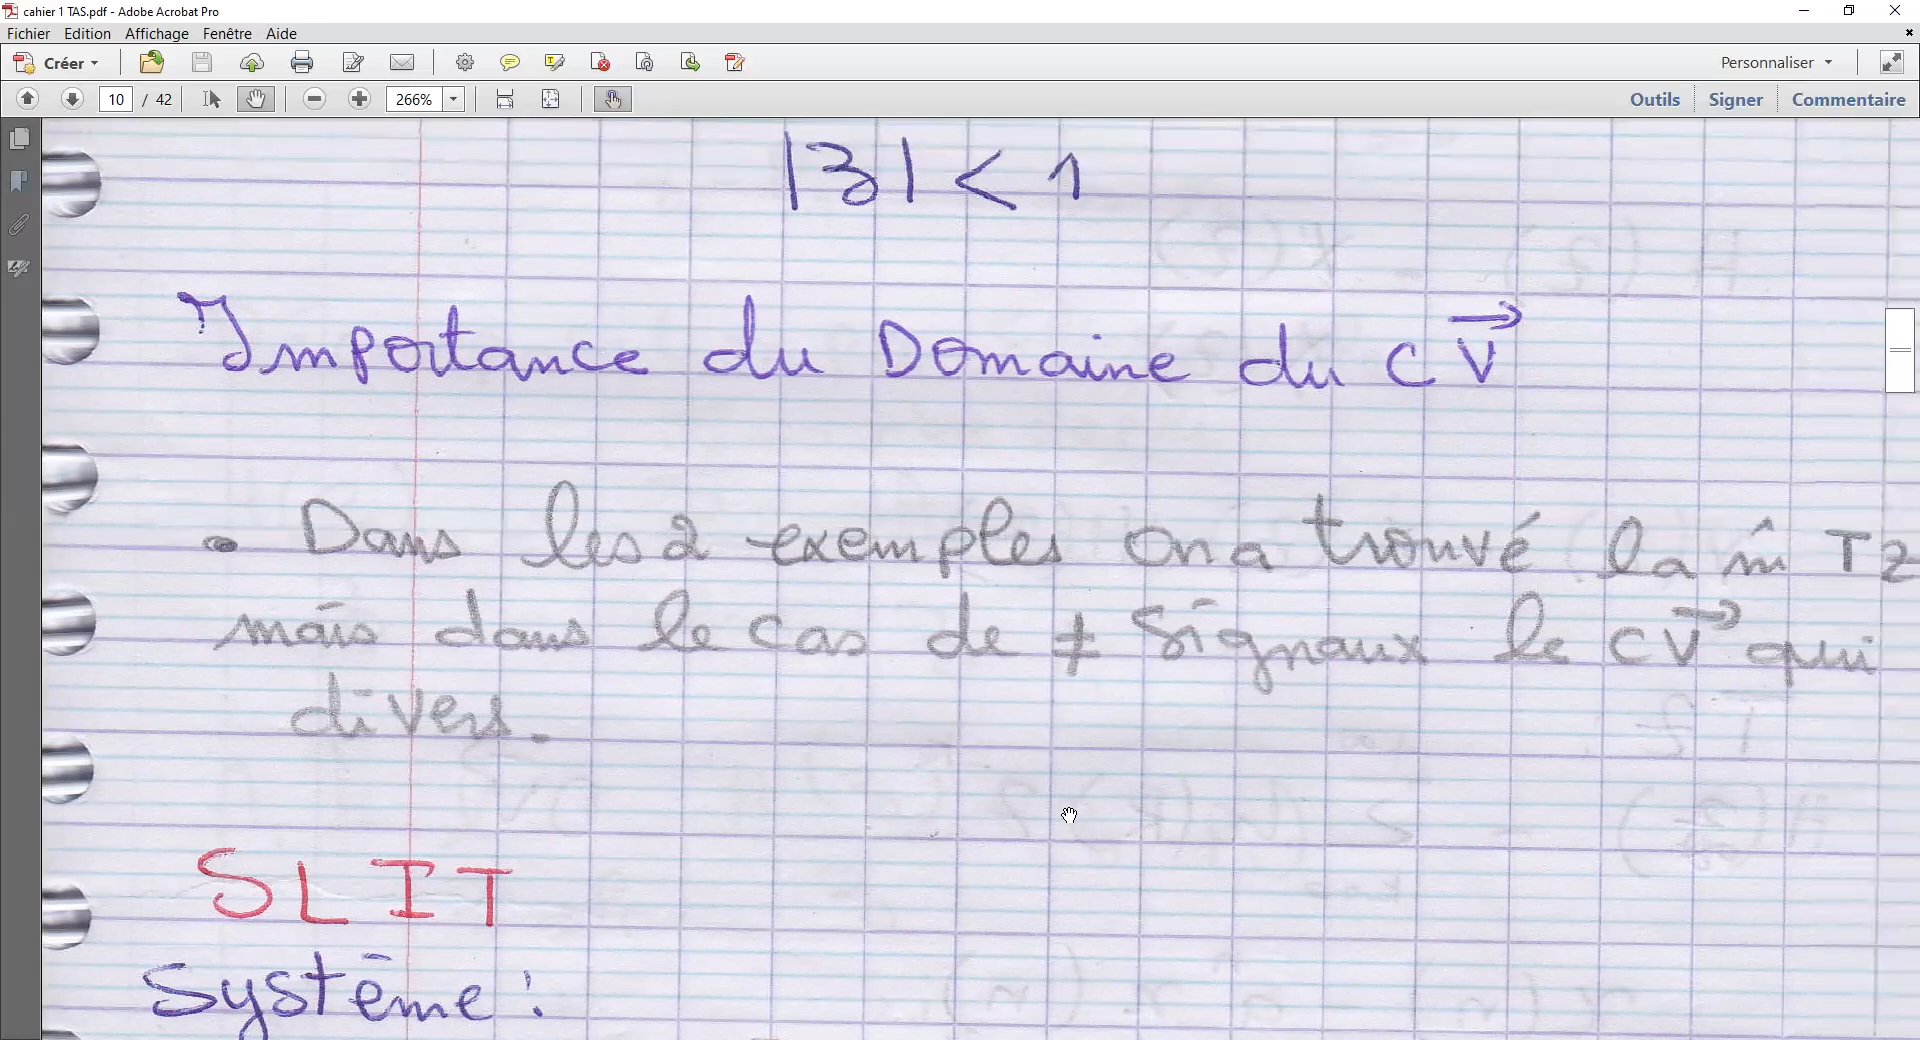 cahier 1 TAS.pdf - Adobe Acrobat Pro
Fichier Edition Affichage Fenêtre Aide
Créer
Personnaliser
10 / 42
266%
Outils Signer Commentaire
|z| < 1
Importance du Domaine du CV→
• Dans les 2 exemples on a trouvé la m̂ TZ
mais dans le cas de ≠ Signaux le CV→ qui
divers.
SLIT
Système :